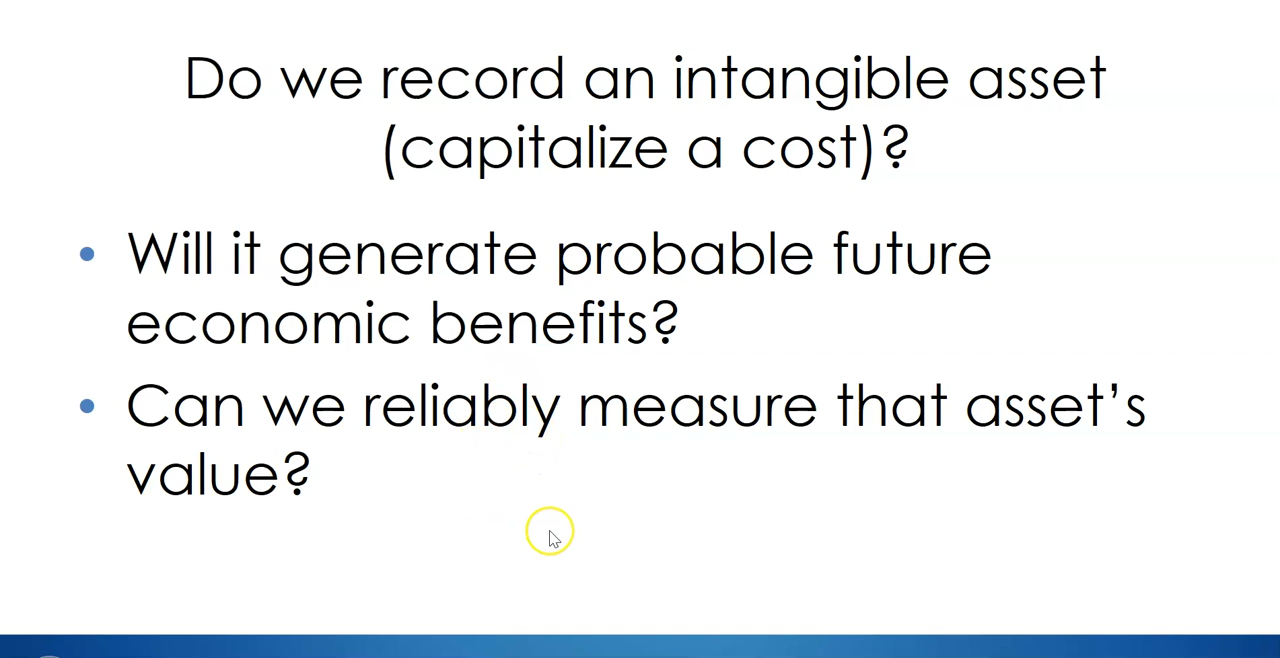 Do we record an intangible asset
(capitalize a cost)?
• Will it generate probable future
economic benefits?
• Can we reliably measure that asset’s
value?